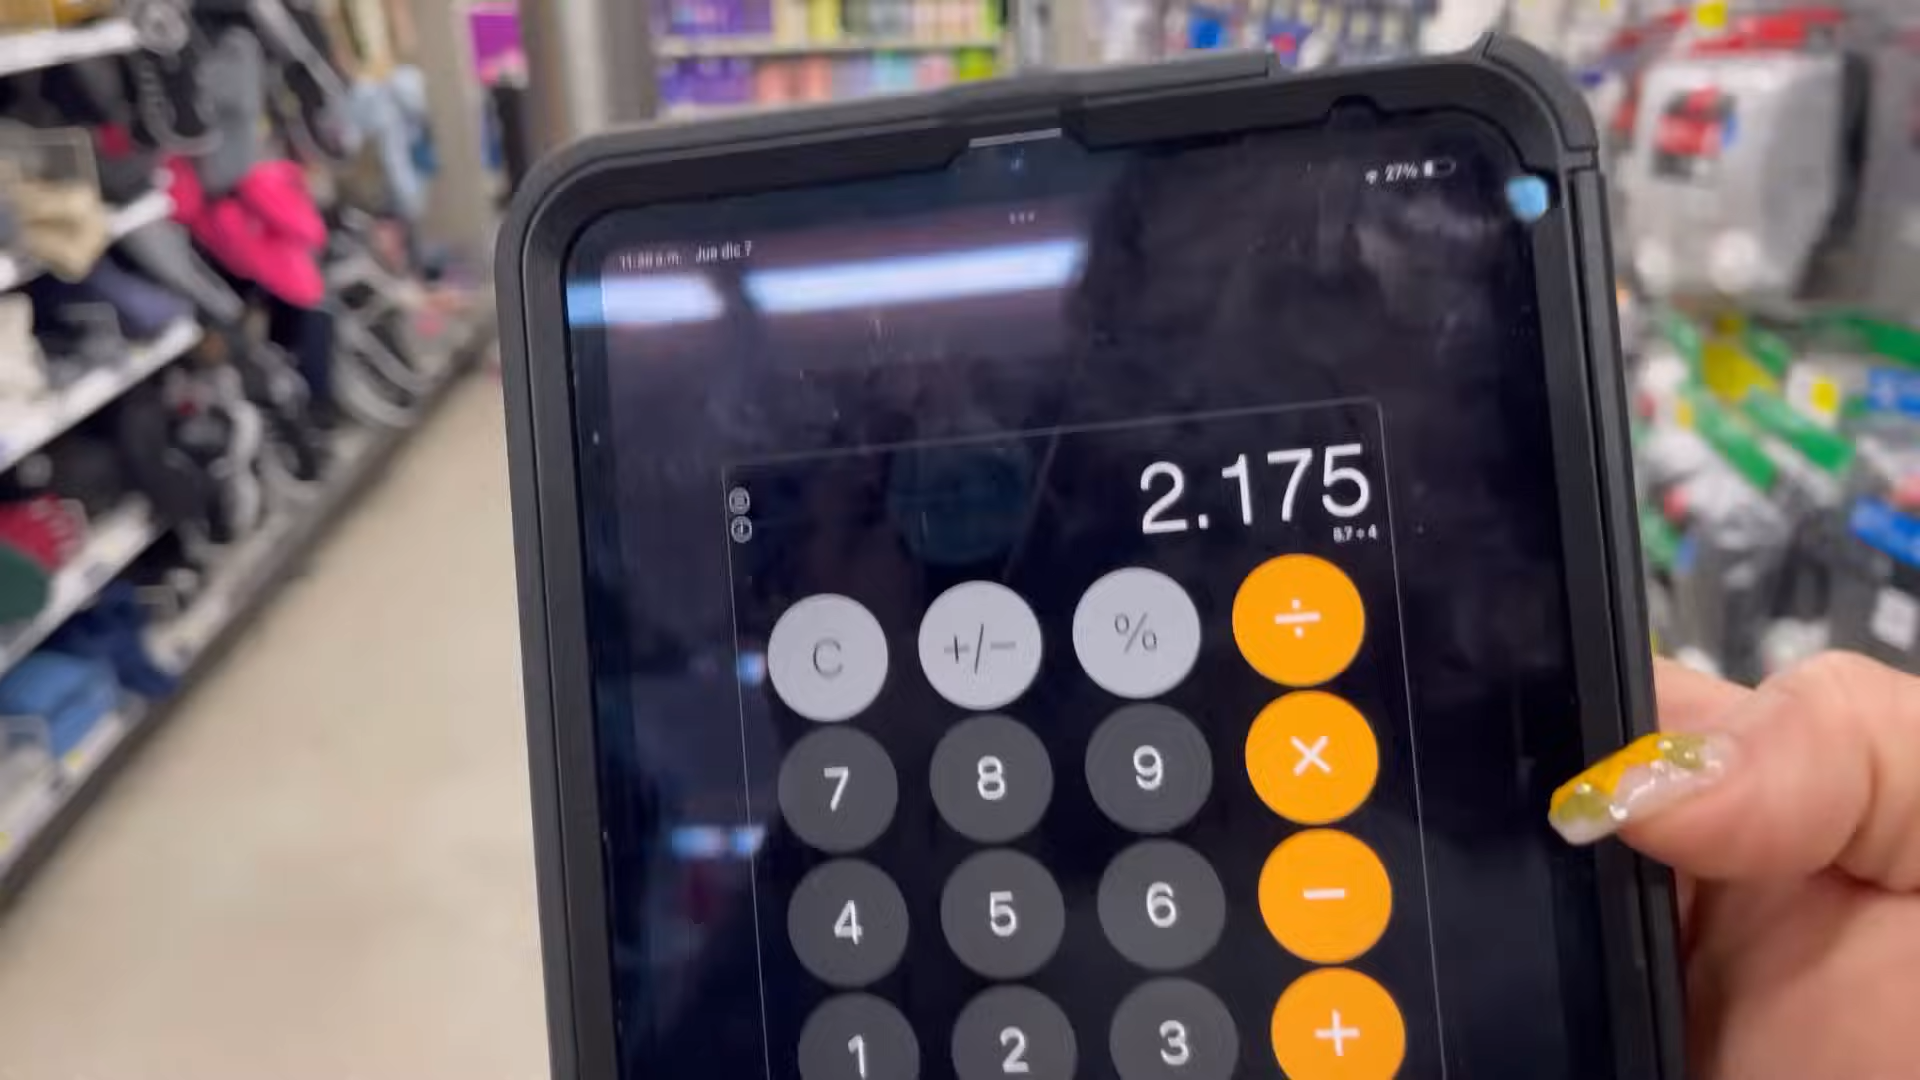 27%
11:38 a.m. Jue dic 7
2.175
8.7÷4
C +/− % ÷
7 8 9 ×
4 5 6 −
1 2 3 +